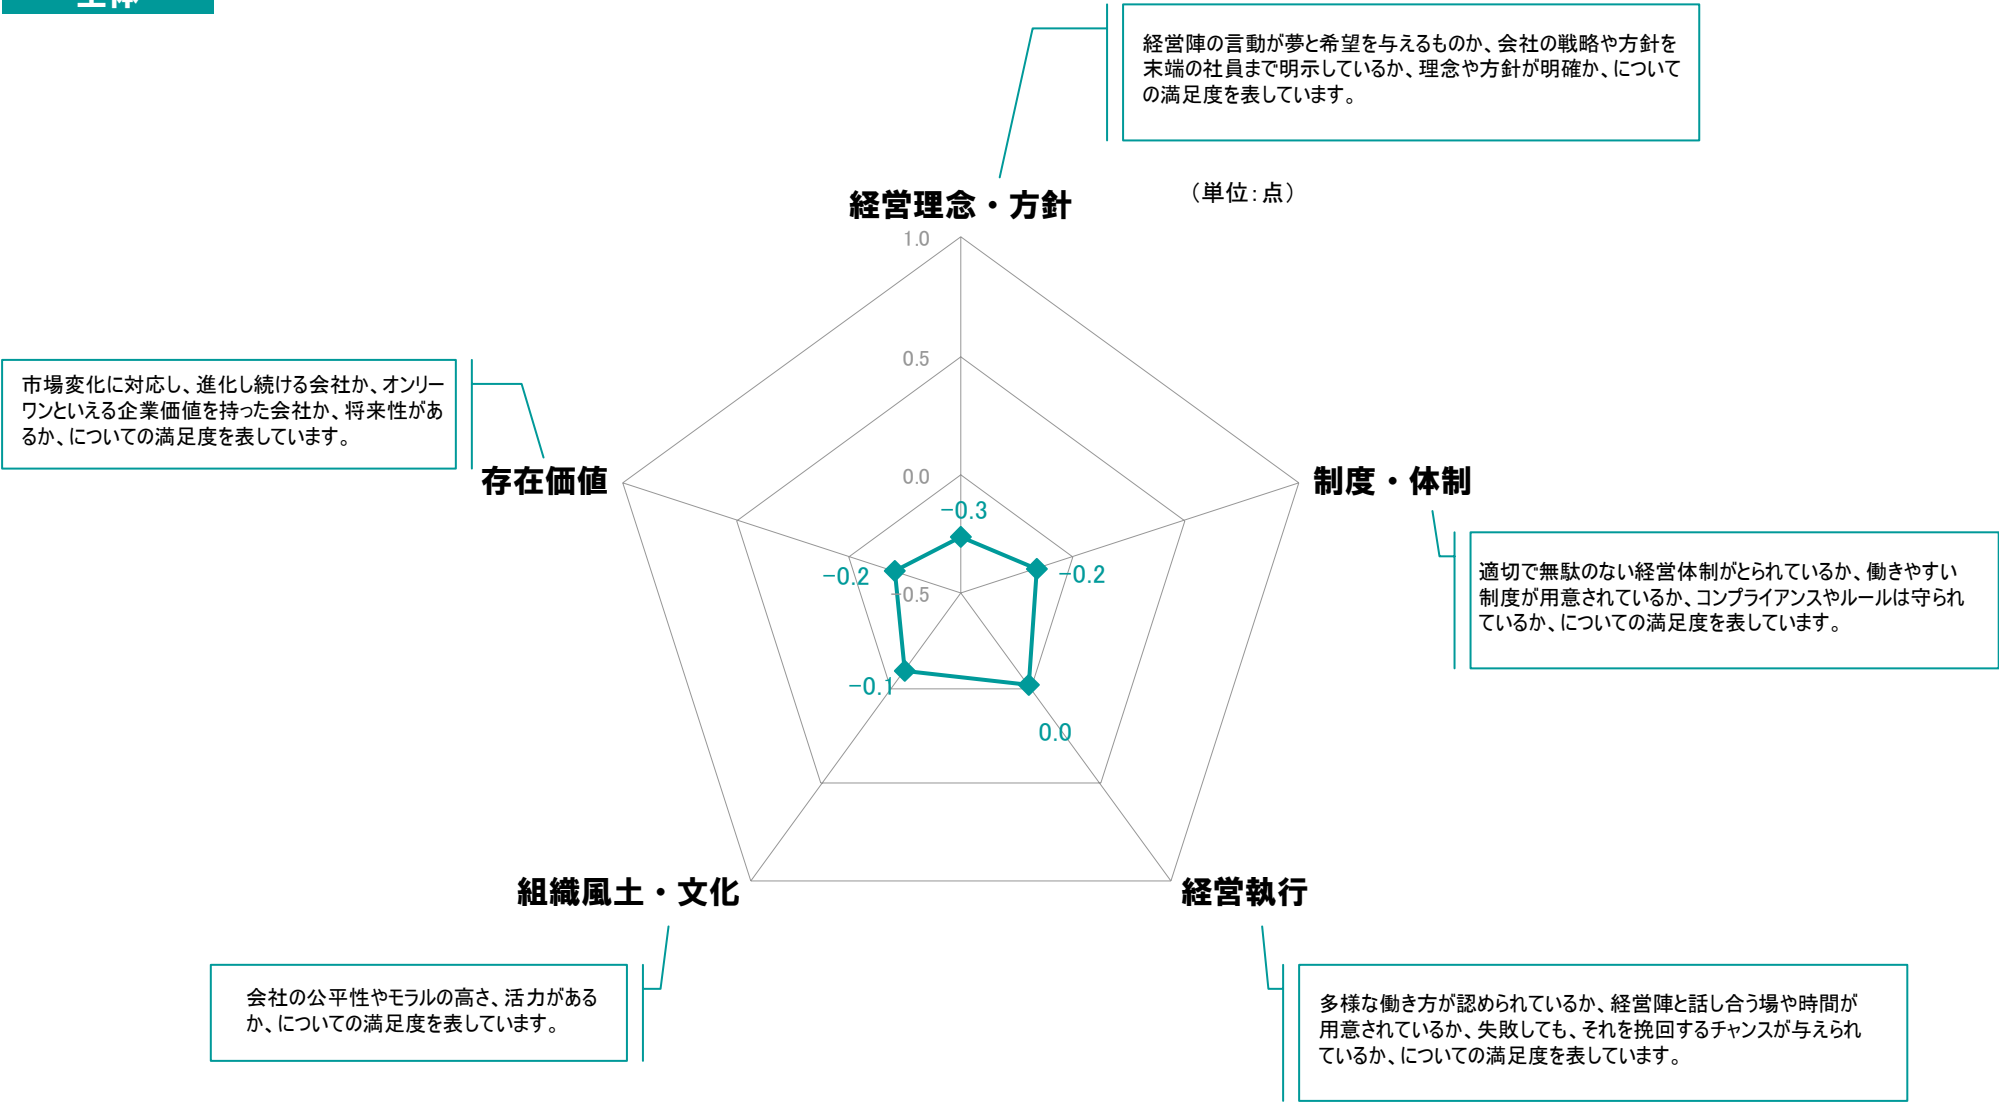 経営陣の言動が夢と希望を与えるものか、会社の戦略や方針を
末端の社員まで明示しているか、理念や方針が明確か、について
の満足度を表しています。
経営理念・方針
（単位：点）
1.0
0.5
0.0
-0.5
-0.3
-0.2
0.0
-0.1
-0.2
市場変化に対応し、進化し続ける会社か、オンリー
ワンといえる企業価値を持った会社か、将来性があ
るか、についての満足度を表しています。
存在価値
制度・体制
適切で無駄のない経営体制がとられているか、働きやすい
制度が用意されているか、コンプライアンスやルールは守られ
ているか、についての満足度を表しています。
組織風土・文化
経営執行
会社の公平性やモラルの高さ、活力がある
か、についての満足度を表しています。
多様な働き方が認められているか、経営陣と話し合う場や時間が
用意されているか、失敗しても、それを挽回するチャンスが与えられ
ているか、についての満足度を表しています。